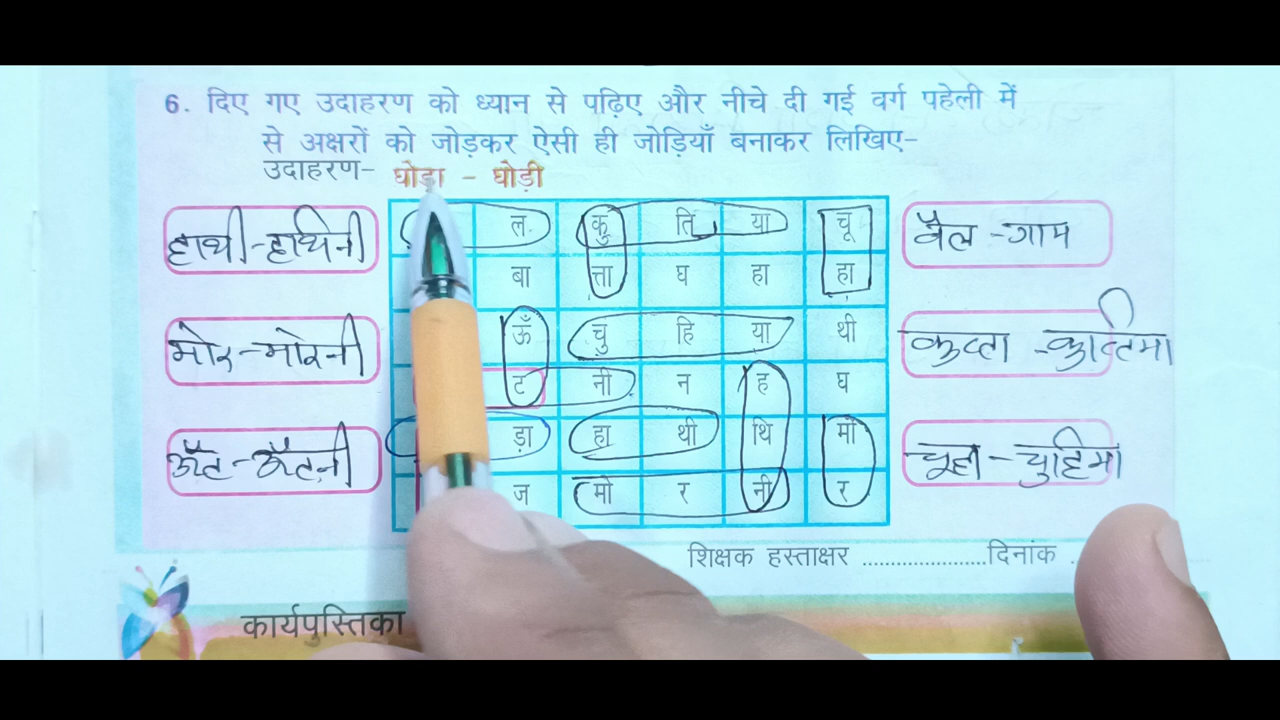 6. दिए गए उदाहरण को ध्यान से पढ़िए और नीचे दी गई वर्ग पहेली में
से अक्षरों को जोड़कर ऐसी ही जोड़ियाँ बनाकर लिखिए-
उदाहरण- घोड़ा - घोड़ी
हाथी-हाथिनी
मोर-मोरनी
ऊँट-ऊँटनी
ल कु ति या चू
बा त्ता घ हा हा
ऊँ चु हि या थी
ट नी न ह घ
ड़ा हा थी थि मो
ज मो र नी र
बैल -गाय
कुत्ता -कुतिया
चूहा-चुहिया
शिक्षक हस्ताक्षर ......................दिनांक ..
कार्यपुस्तिका